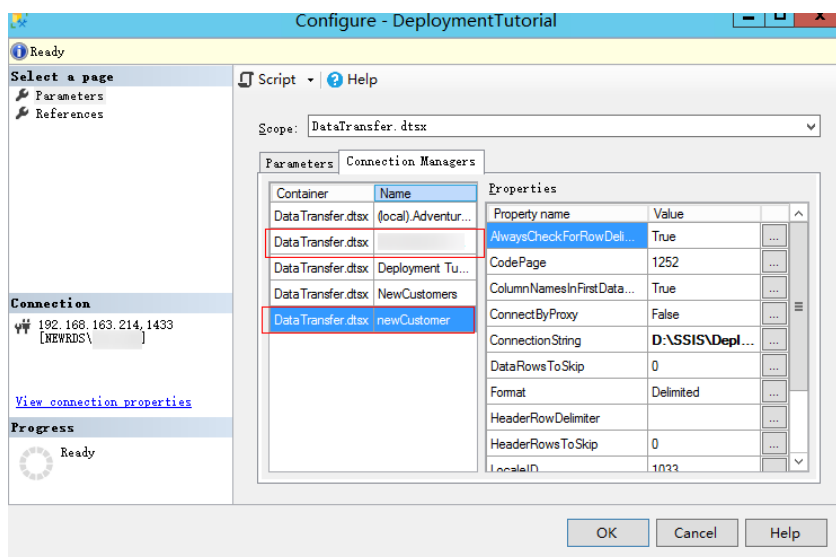 Configure - DeploymentTutorial
Ready
Select a page
Parameters
References
Script Help
Scope: DataTransfer.dtsx
Parameters Connection Managers
Container Name
DataTransfer.dtsx (local).Adventur...
DataTransfer.dtsx
DataTransfer.dtsx Deployment Tu...
DataTransfer.dtsx NewCustomers
DataTransfer.dtsx newCustomer
Properties
Property name Value
AlwaysCheckForRowDeli... True ...
CodePage 1252 ...
ColumnNamesInFirstData... True ...
ConnectByProxy False ...
ConnectionString D:\SSIS\Depl... ...
DataRowsToSkip 0 ...
Format Delimited ...
HeaderRowDelimiter ...
HeaderRowsToSkip 0 ...
LocaleID 1033
Connection
192.168.163.214,1433
[NEWRDS\ ]
View connection properties
Progress
Ready
OK Cancel Help